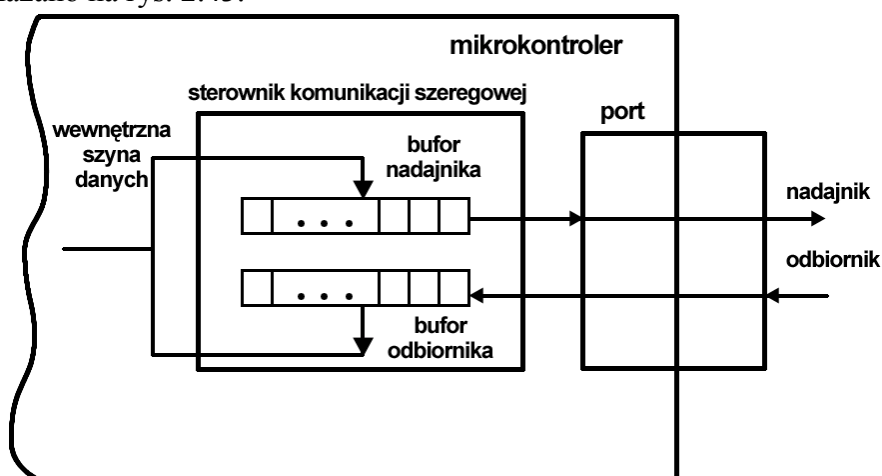 mikrokontroler
sterownik komunikacji szeregowej
port
wewnętrzna
szyna
danych
bufor
nadajnika
nadajnik
odbiornik
bufor
odbiornika